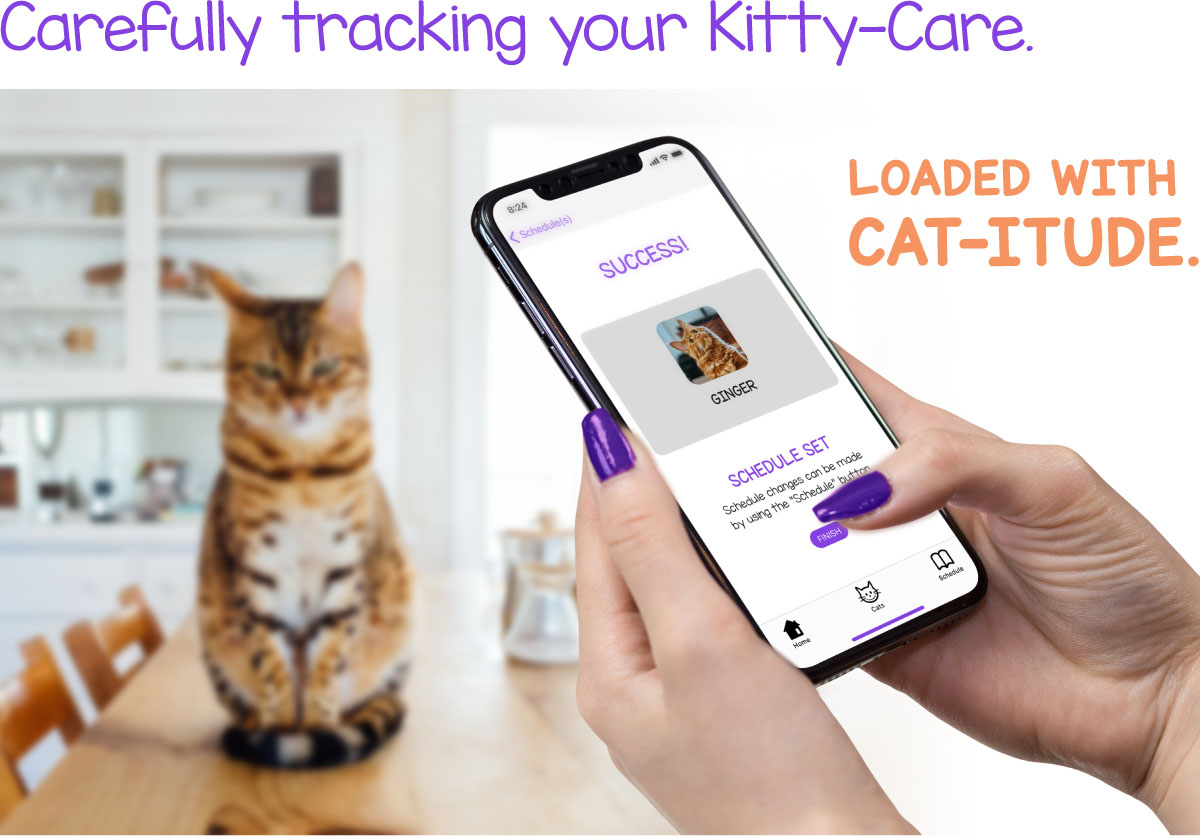 Carefully tracking your Kitty-Care.
LOADED WITH
CAT-ITUDE.
8:24
Schedule(s)
SUCCESS!
GINGER
SCHEDULE SET
Schedule changes can be made
by using the "Schedule" button
FINISH
Home
Cats
Schedule